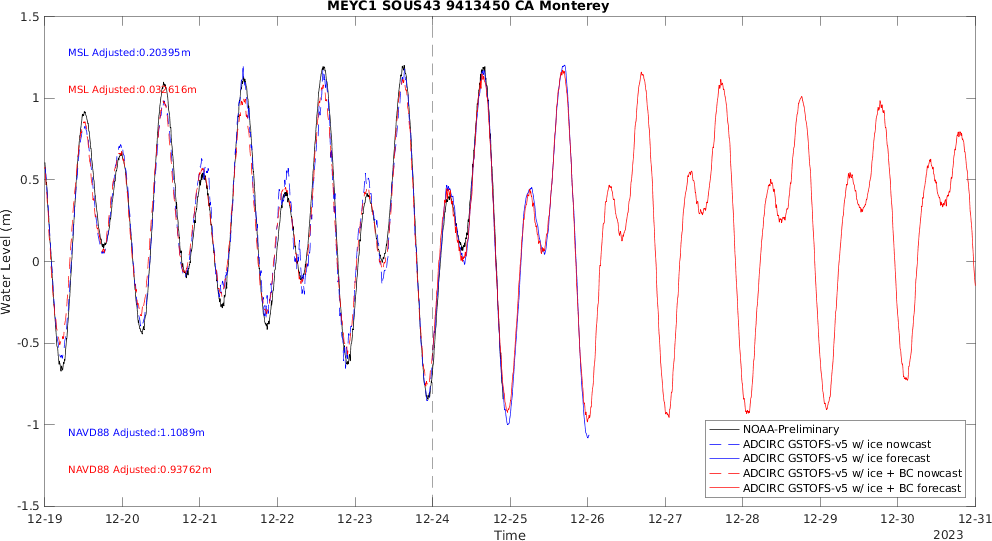 MEYC1 SOUS43 9413450 CA Monterey
1.5
1
0.5
0
-0.5
-1
-1.5
Water Level (m)
MSL Adjusted:0.20395m
MSL Adjusted:0.032616m
NAVD88 Adjusted:1.1089m
NAVD88 Adjusted:0.93762m
NOAA-Preliminary
ADCIRC GSTOFS-v5 w/ ice nowcast
ADCIRC GSTOFS-v5 w/ ice forecast
ADCIRC GSTOFS-v5 w/ ice + BC nowcast
ADCIRC GSTOFS-v5 w/ ice + BC forecast
12-19 12-20 12-21 12-22 12-23 12-24 12-25 12-26 12-27 12-28 12-29 12-30 12-31
Time
2023